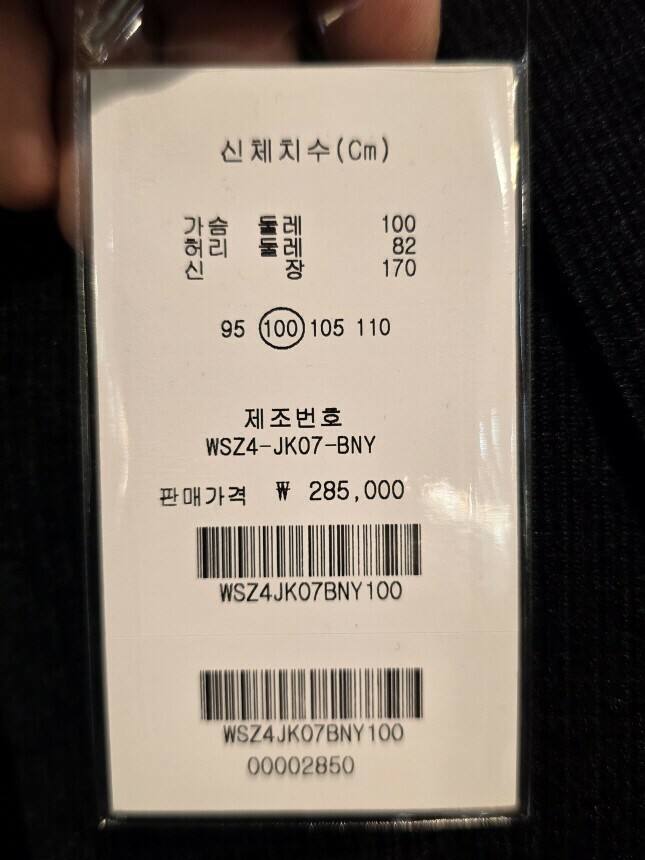 신체치수(Cm)
가슴 둘레 100
허리 둘레 82
신 장 170
95 100 105 110
제조번호
WSZ4-JK07-BNY
판매가격 ₩ 285,000
WSZ4JK07BNY100
WSZ4JK07BNY100
00002850